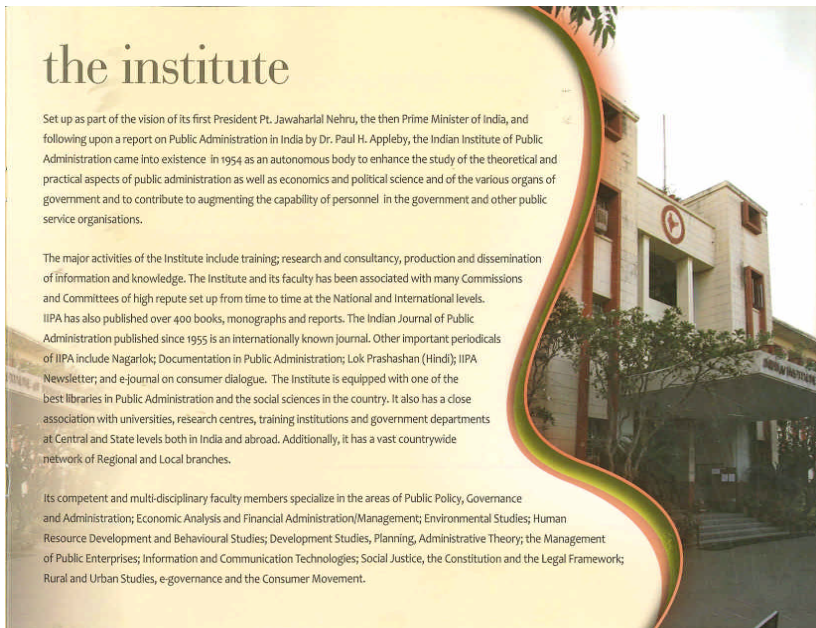 the institute
Set up as part of the vision of its first President Pt. Jawaharlal Nehru, the then Prime Minister of India, and
following upon a report on Public Administration in India by Dr. Paul H. Appleby, the Indian Institute of Public
Administration came into existence in 1954 as an autonomous body to enhance the study of the theoretical and
practical aspects of public administration as well as economics and political science and of the various organs of
government and to contribute to augmenting the capability of personnel in the government and other public
service organisations.
The major activities of the Institute include training; research and consultancy, production and dissemination
of information and knowledge. The Institute and its faculty has been associated with many Commissions
and Committees of high repute set up from time to time at the National and International levels.
IIPA has also published over 400 books, monographs and reports. The Indian Journal of Public
Administration published since 1955 is an internationally known journal. Other important periodicals
of IIPA include Nagarlok; Documentation in Public Administration; Lok Prashashan (Hindi); IIPA
Newsletter; and e-journal on consumer dialogue. The Institute is equipped with one of the
best libraries in Public Administration and the social sciences in the country. It also has a close
association with universities, research centres, training institutions and government departments
at Central and State levels both in India and abroad. Additionally, it has a vast countrywide
network of Regional and Local branches.
Its competent and multi-disciplinary faculty members specialize in the areas of Public Policy, Governance
and Administration; Economic Analysis and Financial Administration/Management; Environmental Studies; Human
Resource Development and Behavioural Studies; Development Studies, Planning, Administrative Theory; the Management
of Public Enterprises; Information and Communication Technologies; Social Justice, the Constitution and the Legal Framework;
Rural and Urban Studies, e-governance and the Consumer Movement.